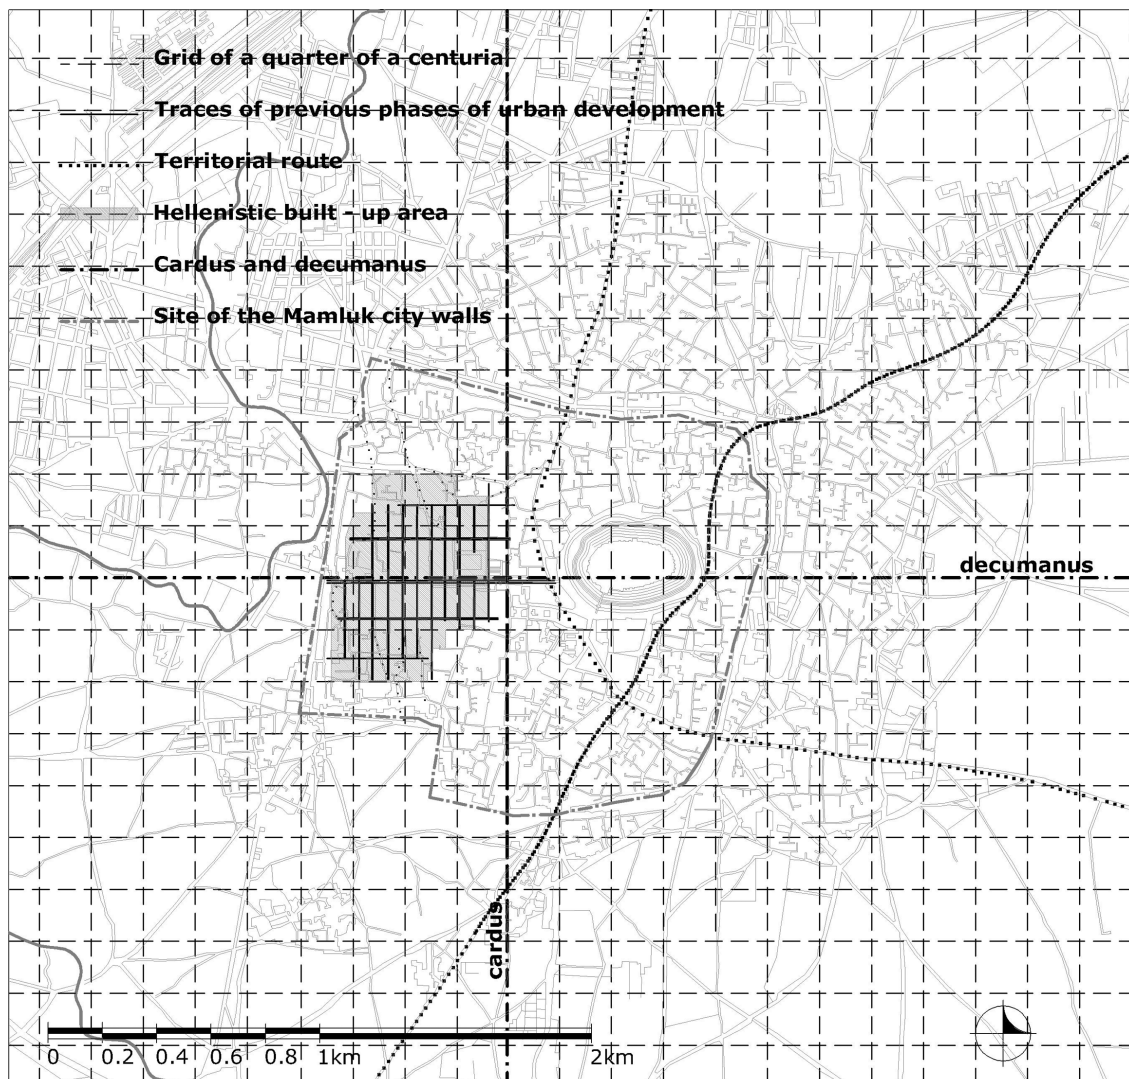 Grid of a quarter of a centuria
Traces of previous phases of urban development
Territorial route
Hellenistic built - up area
Cardus and decumanus
Site of the Mamluk city walls
decumanus
cardus
0 0.2 0.4 0.6 0.8 1km 2km